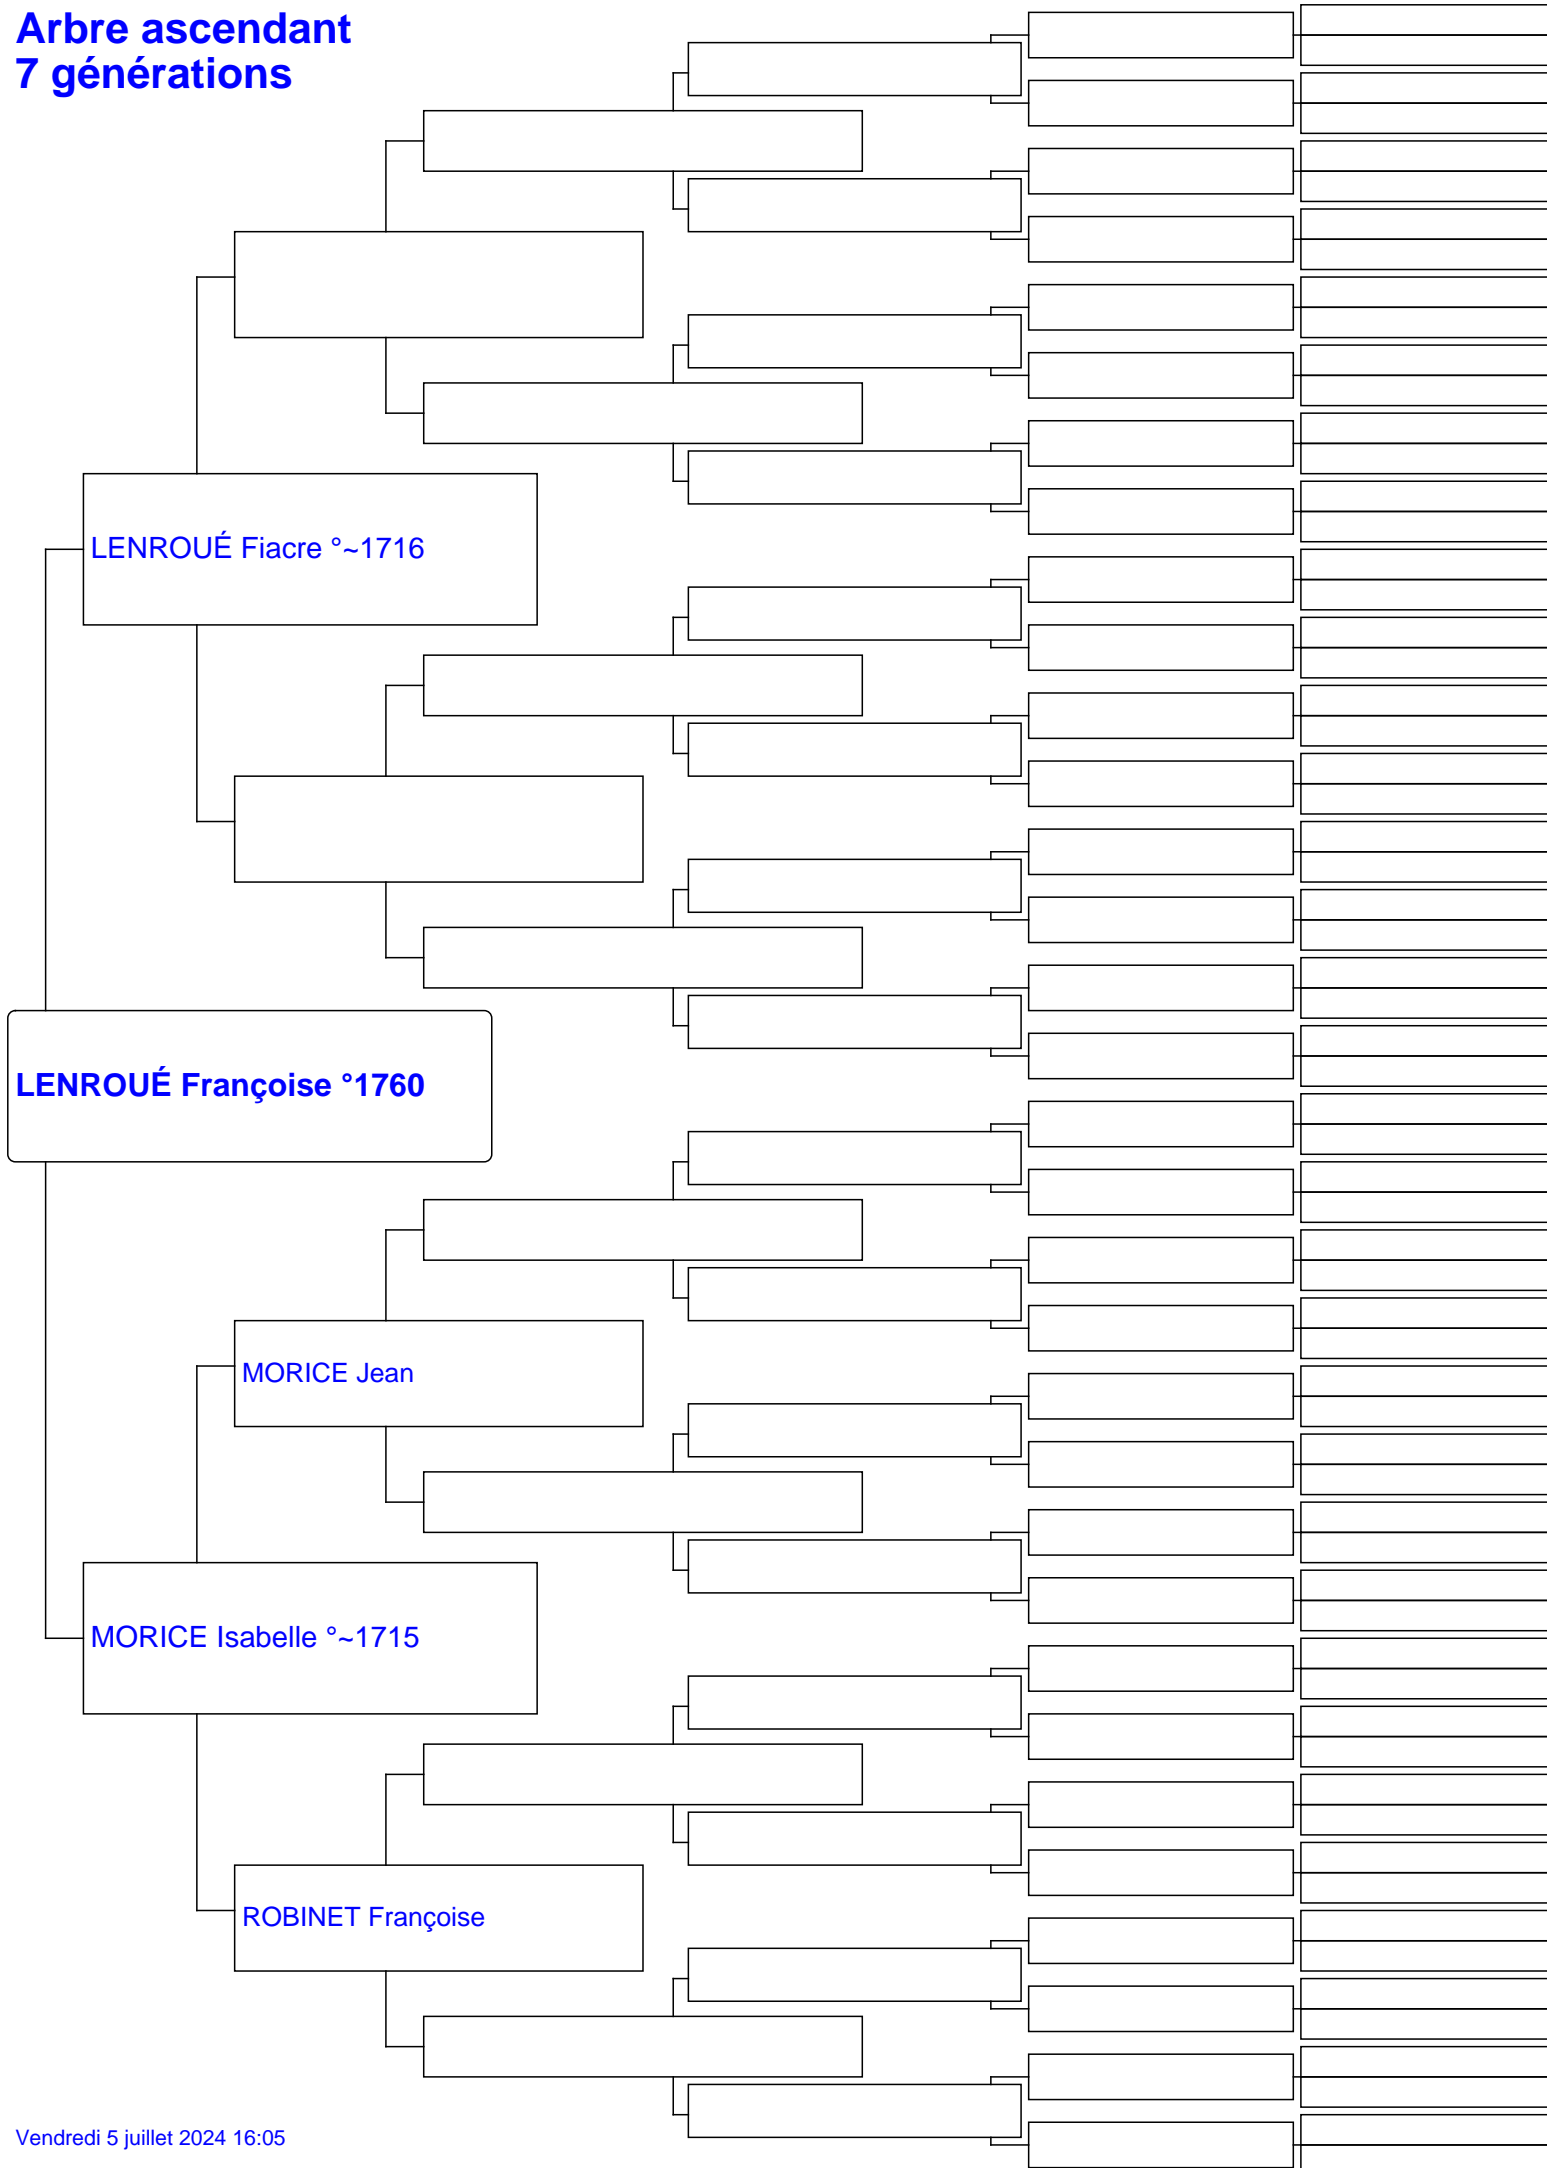 Arbre ascendant
7 générations
LENROUÉ Fiacre °~1716
LENROUÉ Françoise °1760
MORICE Jean
MORICE Isabelle °~1715
ROBINET Françoise
Vendredi 5 juillet 2024 16:05